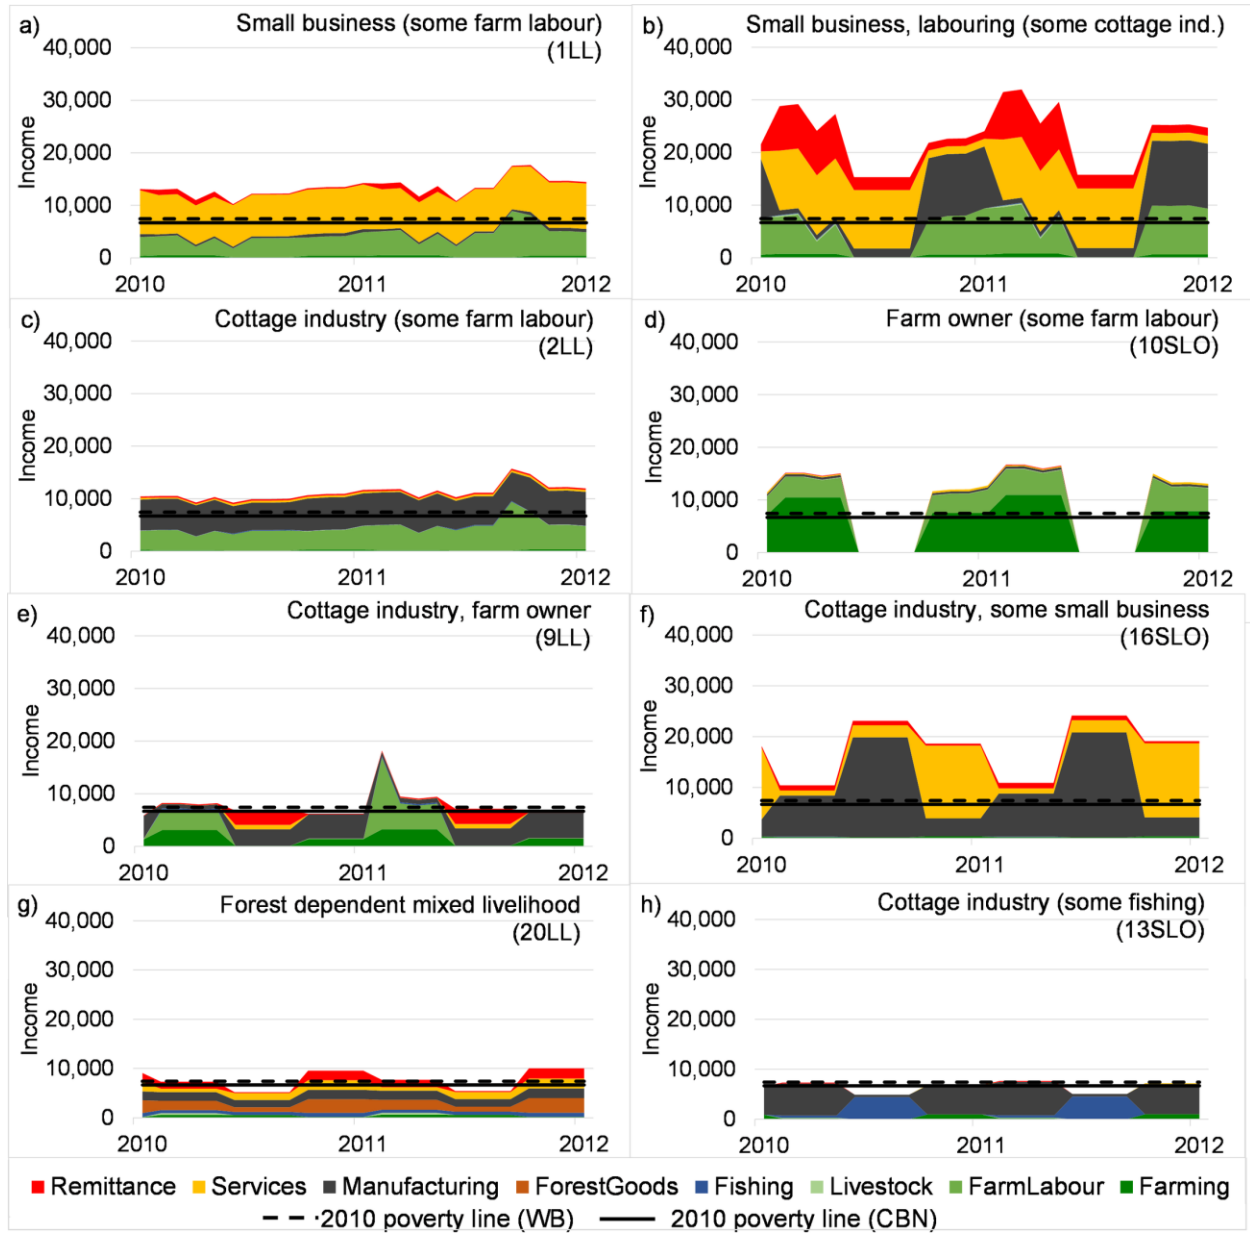 a) Small business (some farm labour)
(1LL)
40,000
30,000
20,000
10,000
0
Income
2010 2011 2012
b) Small business, labouring (some cottage ind.)
40,000
30,000
20,000
10,000
0
Income
2010 2011 2012
c) Cottage industry (some farm labour)
(2LL)
40,000
30,000
20,000
10,000
0
Income
2010 2011 2012
d) Farm owner (some farm labour)
(10SLO)
40,000
30,000
20,000
10,000
0
Income
2010 2011 2012
e) Cottage industry, farm owner
(9LL)
40,000
30,000
20,000
10,000
0
Income
2010 2011 2012
f) Cottage industry, some small business
(16SLO)
40,000
30,000
20,000
10,000
0
Income
2010 2011 2012
g) Forest dependent mixed livelihood
(20LL)
40,000
30,000
20,000
10,000
0
Income
2010 2011 2012
h) Cottage industry (some fishing)
(13SLO)
40,000
30,000
20,000
10,000
0
Income
2010 2011 2012
Remittance Services Manufacturing ForestGoods Fishing Livestock FarmLabour Farming
2010 poverty line (WB) 2010 poverty line (CBN)